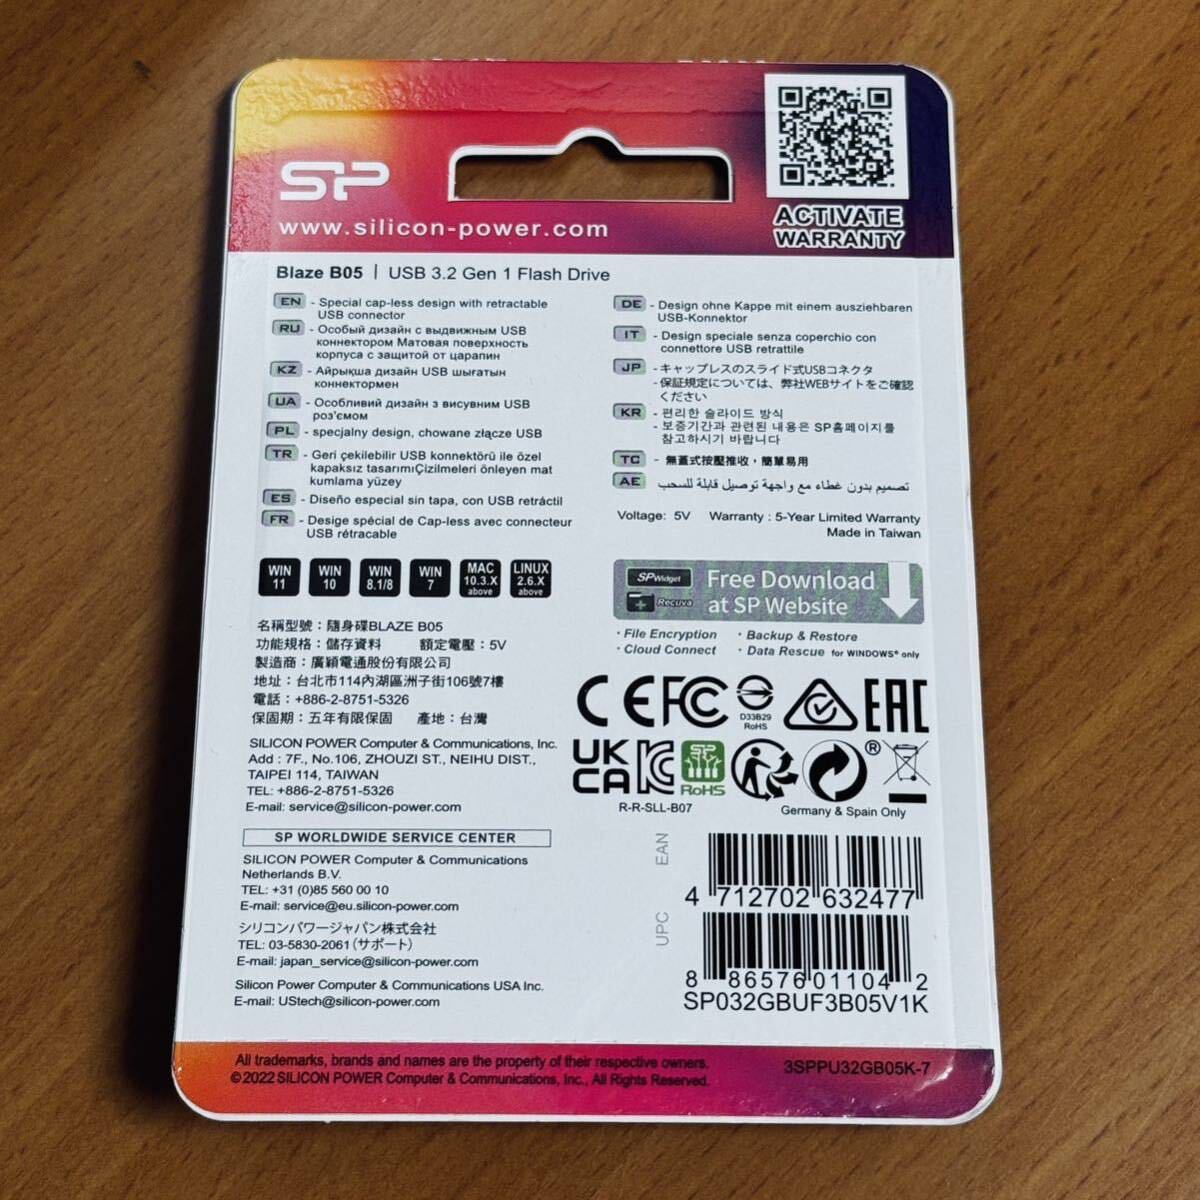 SP
www.silicon-power.com
ACTIVATE
WARRANTY
Blaze B05 | USB 3.2 Gen 1 Flash Drive
EN - Special cap-less design with retractable
USB connector
RU - Особый дизайн с выдвижным USB
коннектором Матовая поверхность
корпуса с защитой от царапин
KZ - Айрықша дизайн USB шығатын
коннектормен
UA - Особливий дизайн з висувним USB
роз'ємом
PL - specjalny design, chowane złącze USB
TR - Geri çekilebilir USB konnektörü ile özel
kapaksız tasarımıÇizilmeleri önleyen mat
kumlama yüzey
ES - Diseño especial sin tapa, con USB retráctil
FR - Desige spécial de Cap-less avec connecteur
USB rétractable
DE - Design ohne Kappe mit einem ausziehbaren
USB-Konnektor
IT - Design speciale senza coperchio con
connettore USB retrattile
JP - キャップレスのスライド式USBコネクタ
- 保証規定については、弊社WEBサイトをご確認
ください
KR - 편리한 슬라이드 방식
- 보증기간과 관련된 내용은 SP홈페이지를
참고하시기 바랍니다
TC - 無蓋式按壓推收,簡單易用
AE تصميم بدون غطاء مع واجهة توصيل قابلة للسحب
Voltage: 5V Warranty : 5-Year Limited Warranty
Made in Taiwan
WIN 11
WIN 10
WIN 8.1/8
WIN 7
MAC 10.3.X above
LINUX 2.6.X above
SP Widget
Recuva
Free Download
at SP Website
· File Encryption · Backup & Restore
· Cloud Connect · Data Rescue for WINDOWS® only
名稱型號:隨身碟BLAZE B05
功能規格:儲存資料 額定電壓:5V
製造商:廣穎電通股份有限公司
地址:台北市114內湖區洲子街106號7樓
電話:+886-2-8751-5326
保固期:五年有限保固 產地:台灣
SILICON POWER Computer & Communications, Inc.
Add : 7F., No.106, ZHOUZI ST., NEIHU DIST.,
TAIPEI 114, TAIWAN
TEL: +886-2-8751-5326
E-mail: service@silicon-power.com
CE FC D33B29 RoHS EAC
UK CA KC SP RoHS ®
R-R-SLL-B07
Germany & Spain Only
SP WORLDWIDE SERVICE CENTER
SILICON POWER Computer & Communications
Netherlands B.V.
TEL: +31 (0)85 560 00 10
E-mail: service@eu.silicon-power.com
シリコンパワージャパン株式会社
TEL: 03-5830-2061(サポート)
E-mail: japan_service@silicon-power.com
Silicon Power Computer & Communications USA Inc.
E-mail: UStech@silicon-power.com
EAN
4 712702 632477
UPC
8 86576 01104 2
SP032GBUF3B05V1K
All trademarks, brands and names are the property of their respective owners.
©2022 SILICON POWER Computer & Communications, Inc., All Rights Reserved.
3SPPU32GB05K-7